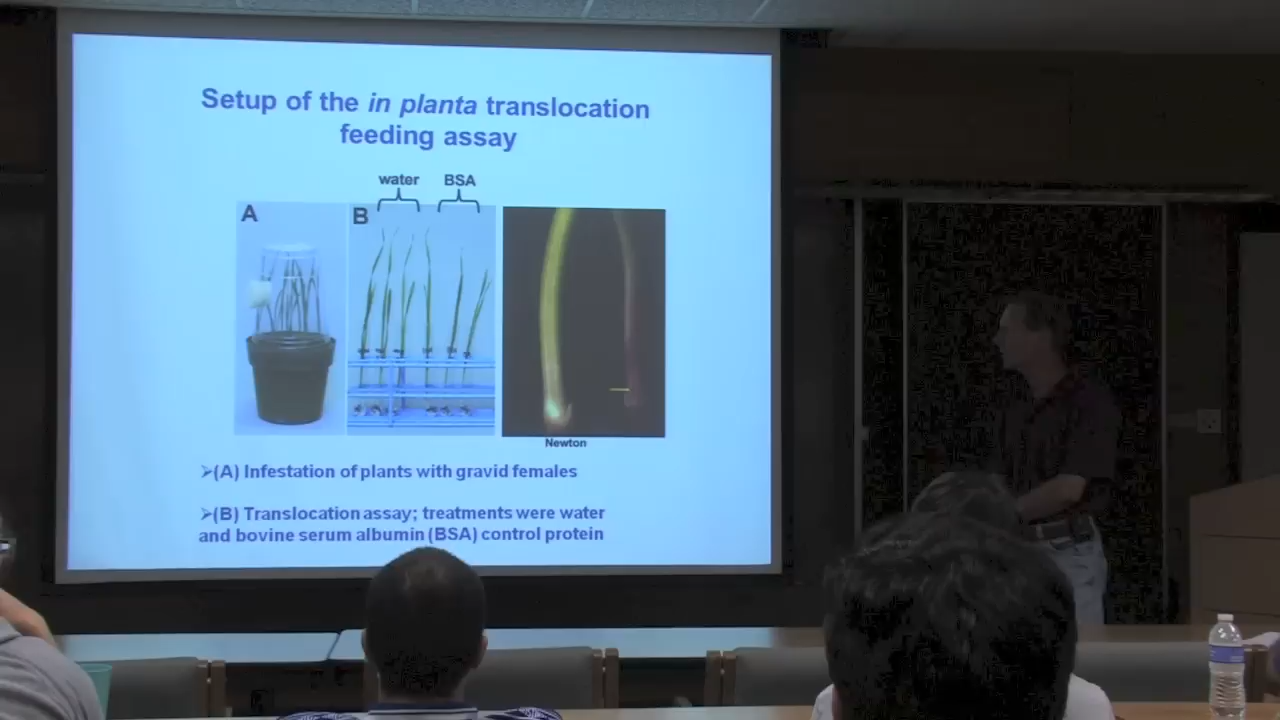 Setup of the in planta translocation
feeding assay
water BSA
A B
Newton
➢(A) Infestation of plants with gravid females
➢(B) Translocation assay; treatments were water
and bovine serum albumin (BSA) control protein